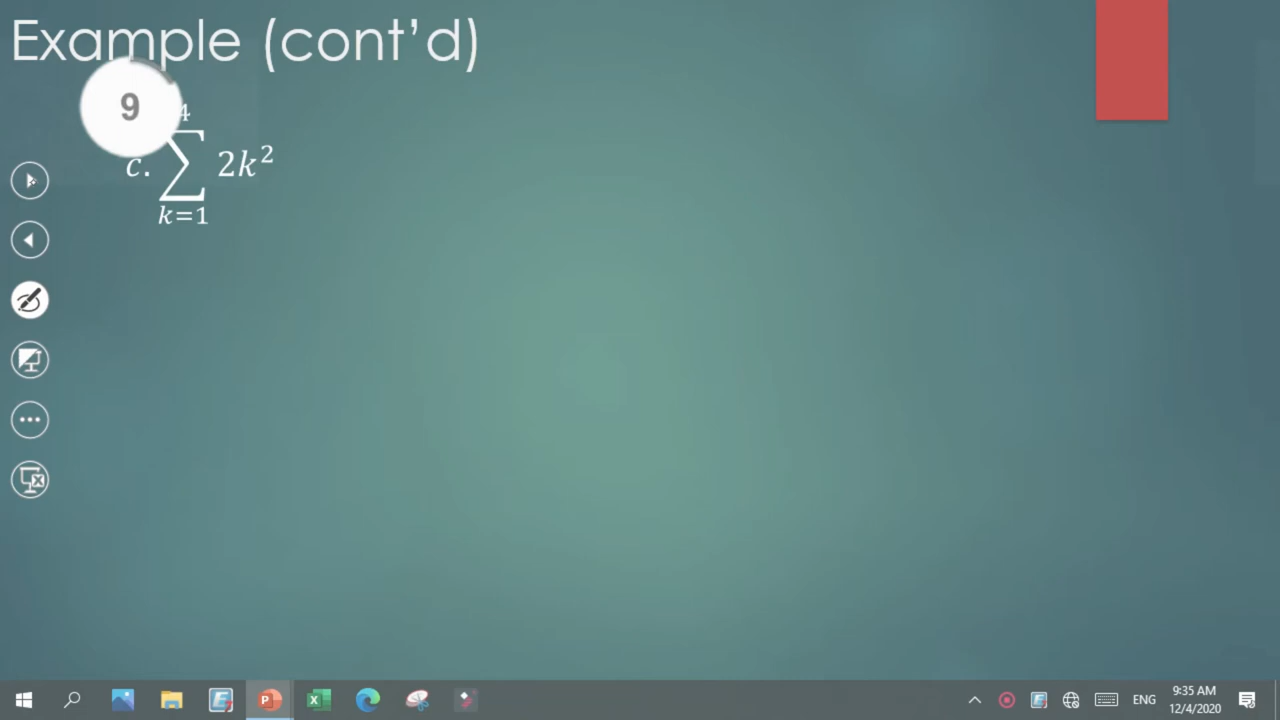 Example (cont'd)
9
4
c. ∑ 2k²
k=1
ENG
9:35 AM
12/4/2020